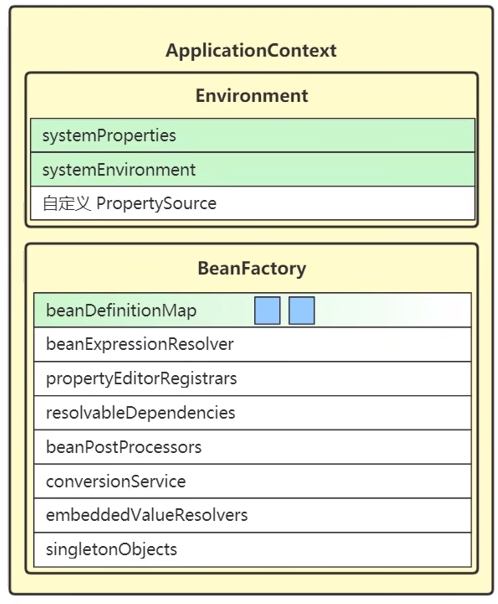 ApplicationContext
Environment
systemProperties
systemEnvironment
自定义 PropertySource
BeanFactory
beanDefinitionMap
beanExpressionResolver
propertyEditorRegistrars
resolvableDependencies
beanPostProcessors
conversionService
embeddedValueResolvers
singletonObjects